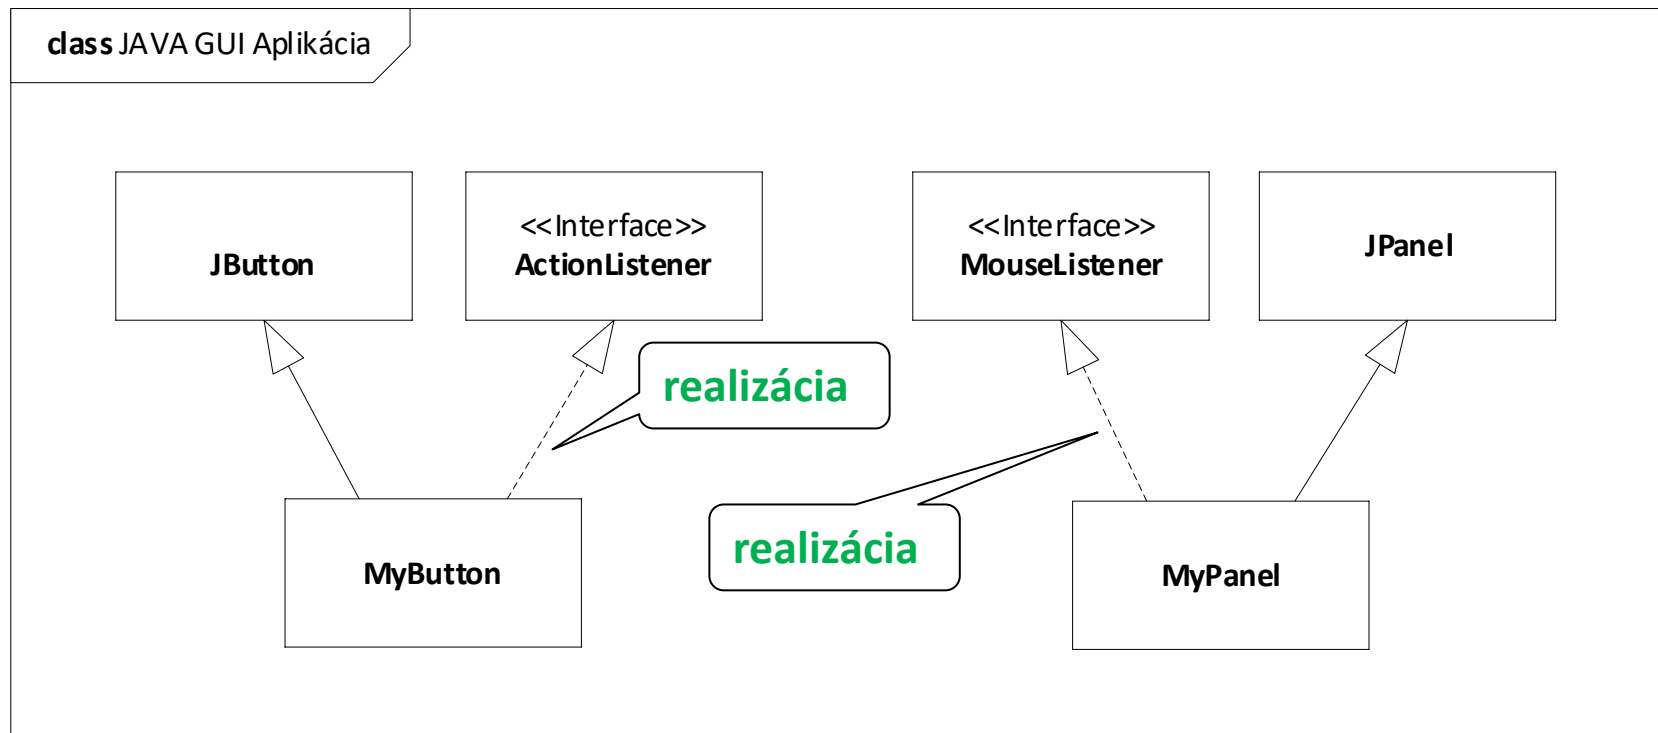 class JAVA GUI Aplikácia
JButton
<<Interface>>
ActionListener
<<Interface>>
MouseListener
JPanel
realizácia
realizácia
MyButton
MyPanel